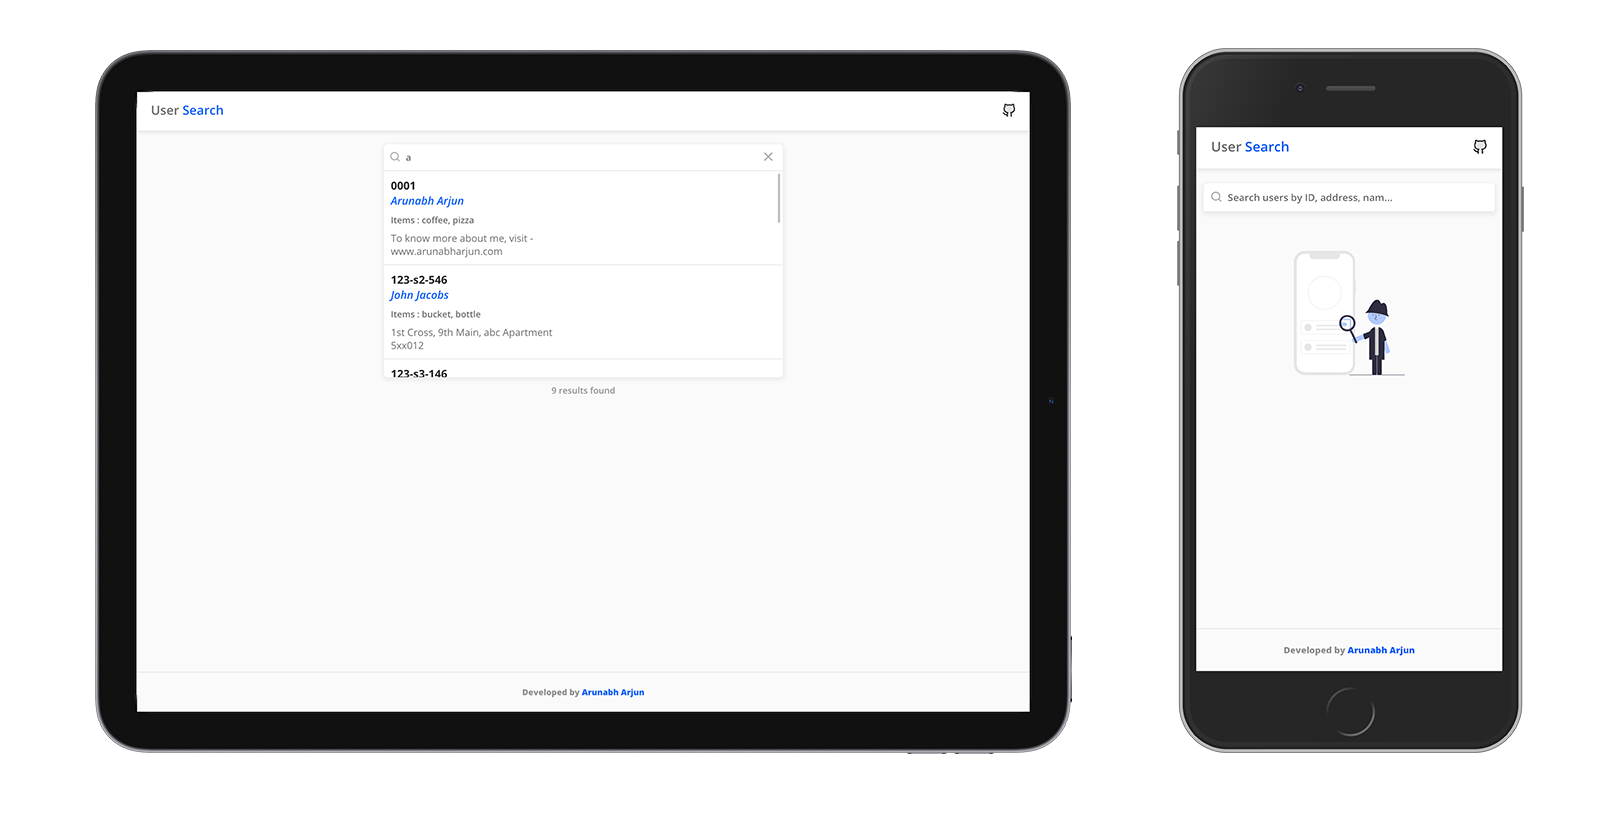 User Search
a
0001
Arunabh Arjun
Items : coffee, pizza
To know more about me, visit -
www.arunabharjun.com
123-s2-546
John Jacobs
Items : bucket, bottle
1st Cross, 9th Main, abc Apartment
5xx012
123-s3-146
9 results found
Developed by Arunabh Arjun
User Search
Search users by ID, address, nam...
Developed by Arunabh Arjun